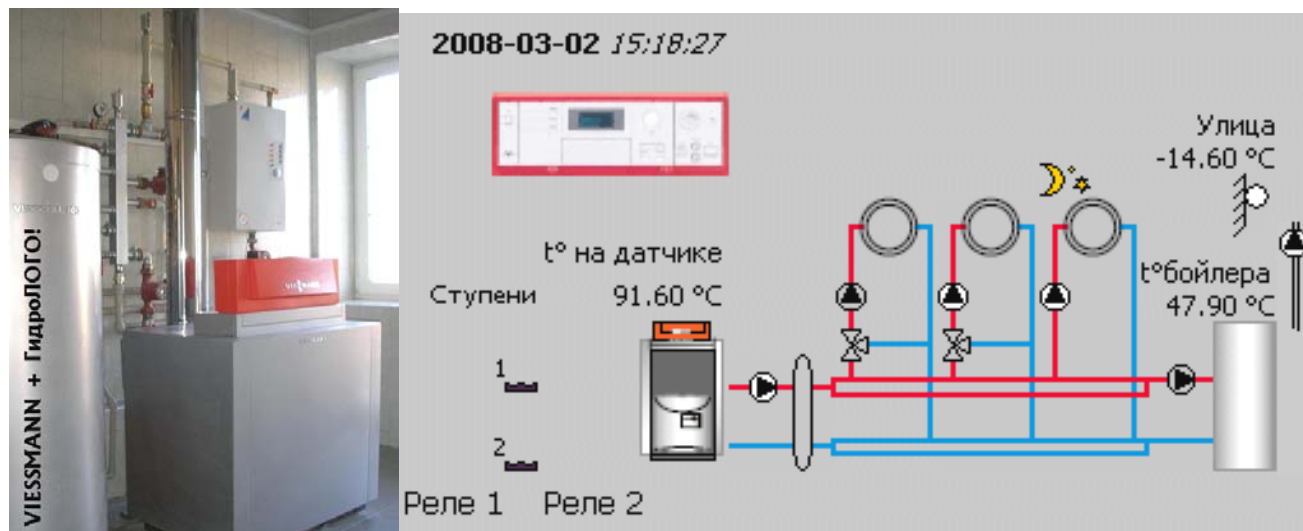 VIESSMANN + ГидроЛОГО!
VIESMANN
2008-03-02 15:18:27
Улица
-14.60 °C
t° на датчике
Ступени
91.60 °C
t°бойлера
47.90 °C
1
2
Реле 1 Реле 2